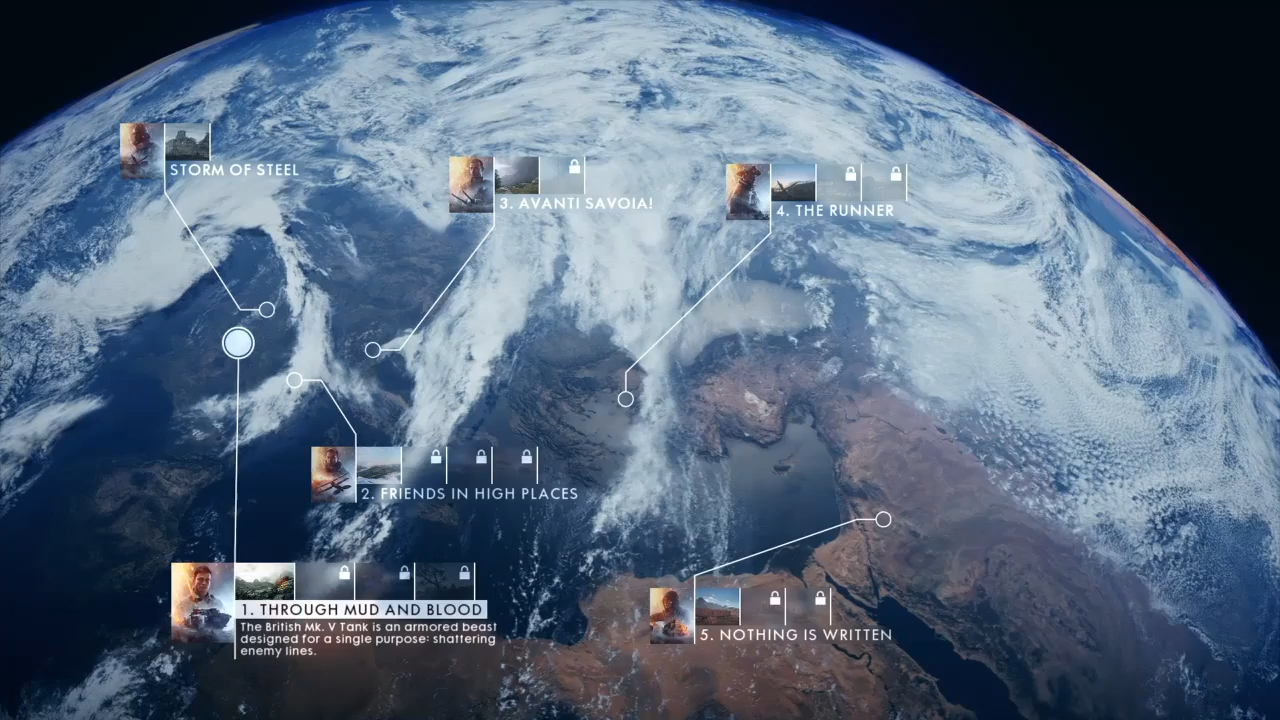 STORM OF STEEL
3. AVANTI SAVOIA!
4. THE RUNNER
2. FRIENDS IN HIGH PLACES
1. THROUGH MUD AND BLOOD
The British Mk. V Tank is an armored beast
designed for a single purpose: shattering
enemy lines.
5. NOTHING IS WRITTEN